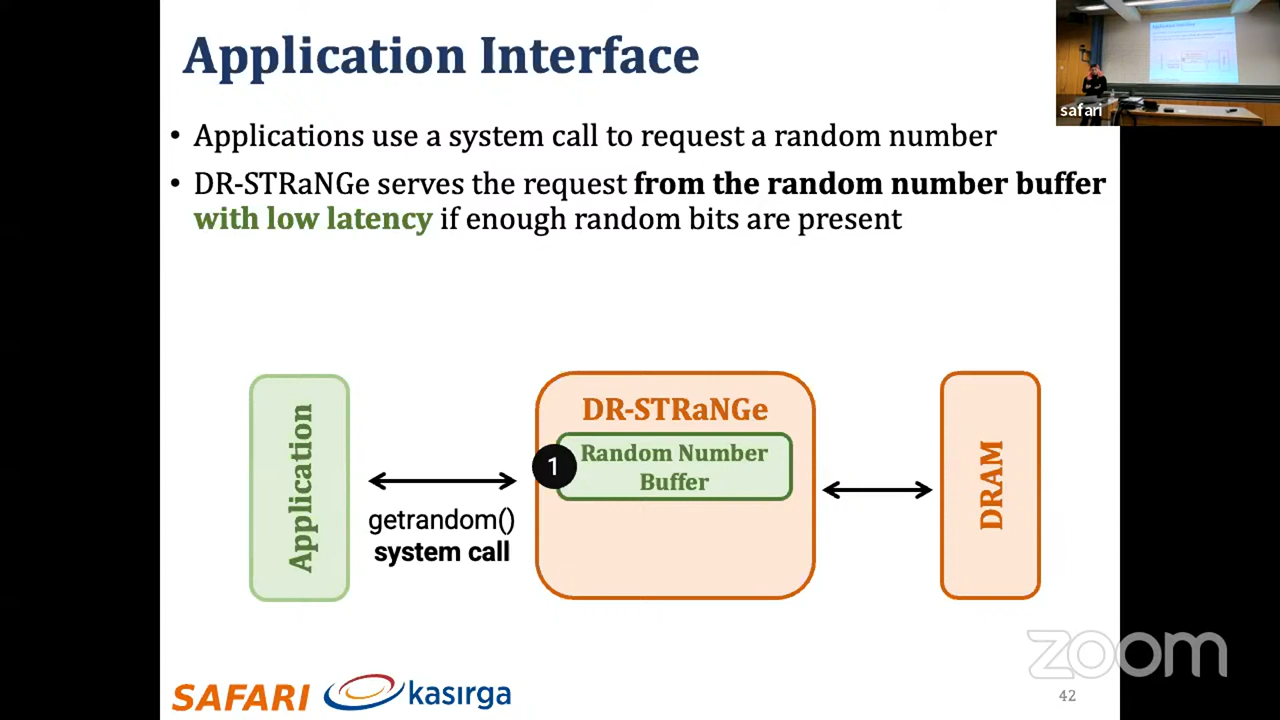 Application Interface
• Applications use a system call to request a random number
• DR-STRaNGe serves the request from the random number buffer
with low latency if enough random bits are present
safari
Application
getrandom()
system call
DR-STRaNGe
1
Random Number
Buffer
DRAM
zoom
SAFARI
kasırga
42